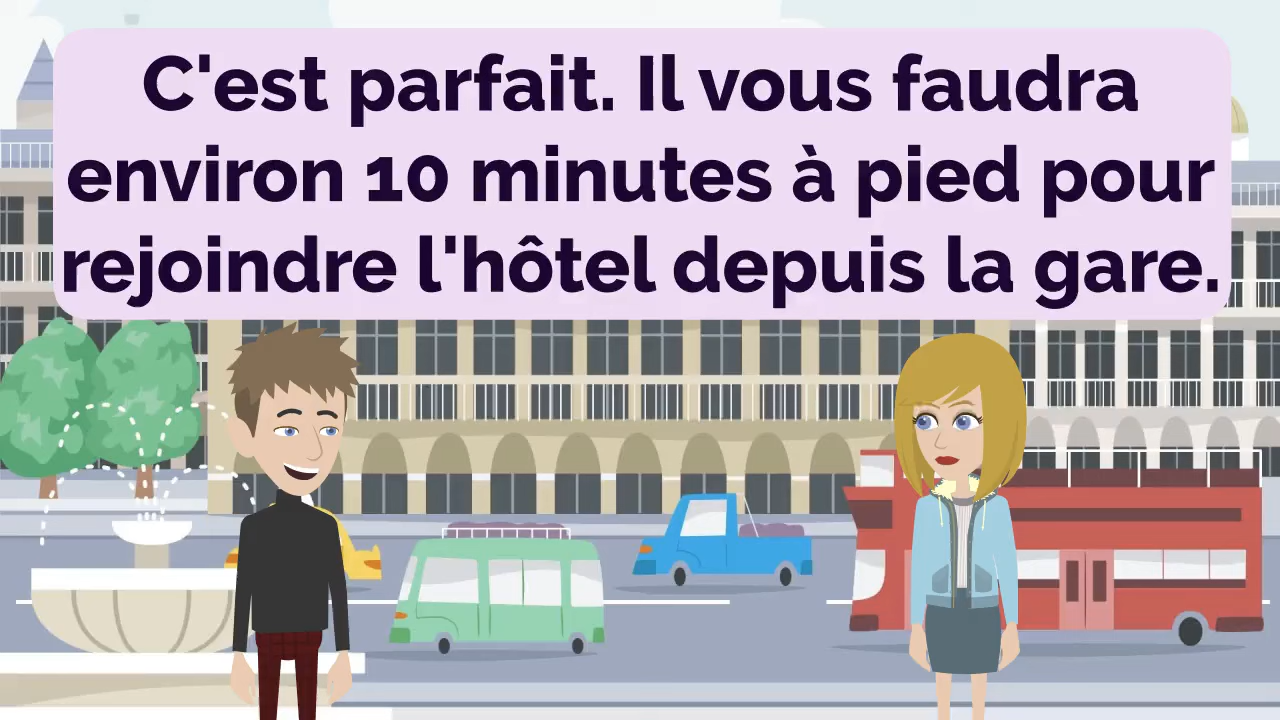 C'est parfait. Il vous faudra
environ 10 minutes à pied pour
rejoindre l'hôtel depuis la gare.